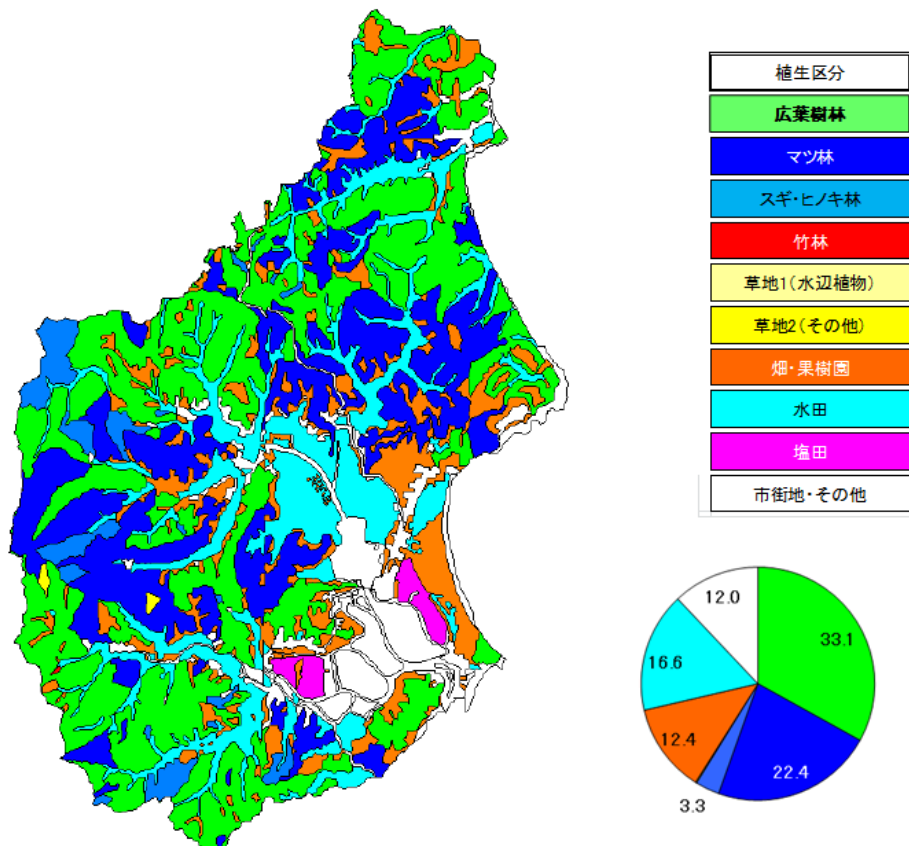 植生区分
広葉樹林
マツ林
スギ・ヒノキ林
竹林
草地1(水辺植物)
草地2(その他)
畑・果樹園
水田
塩田
市街地・その他
12.0
33.1
16.6
12.4
22.4
3.3